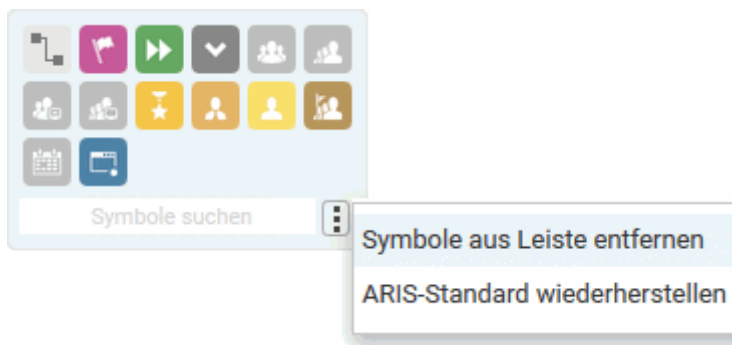 Symbole suchen
Symbole aus Leiste entfernen
ARIS-Standard wiederherstellen